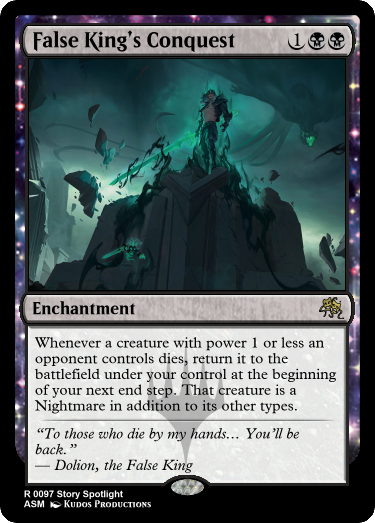 False King's Conquest 1
Enchantment
Whenever a creature with power 1 or less an
opponent controls dies, return it to the
battlefield under your control at the beginning
of your next end step. That creature is a
Nightmare in addition to its other types.
“To those who die by my hands… You'll be
back.”
— Dolion, the False King
R 0097 Story Spotlight
ASM Kudos Productions